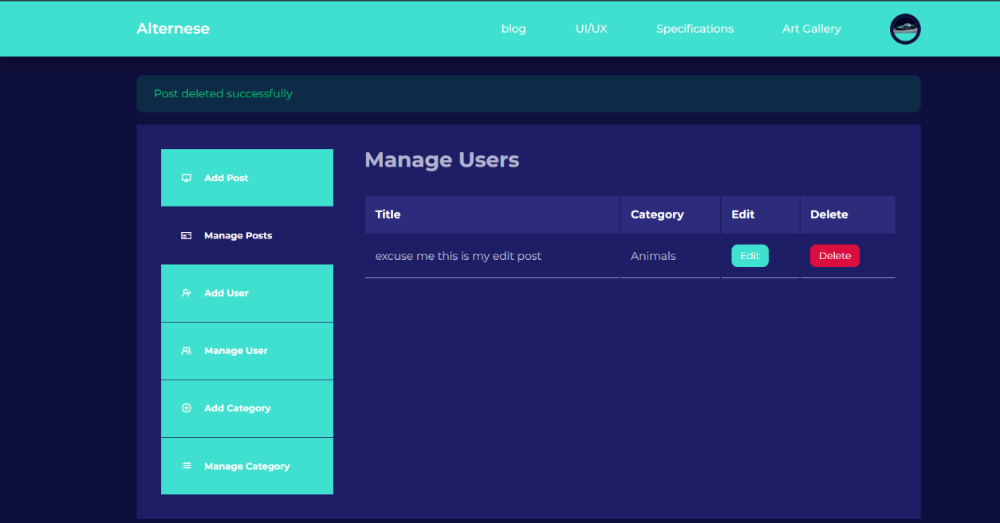 Alternese
blog
UI/UX
Specifications
Art Gallery
Post deleted successfully
Add Post
Manage Posts
Add User
Manage User
Add Category
Manage Category
Manage Users
Title Category Edit Delete
excuse me this is my edit post Animals Edit Delete